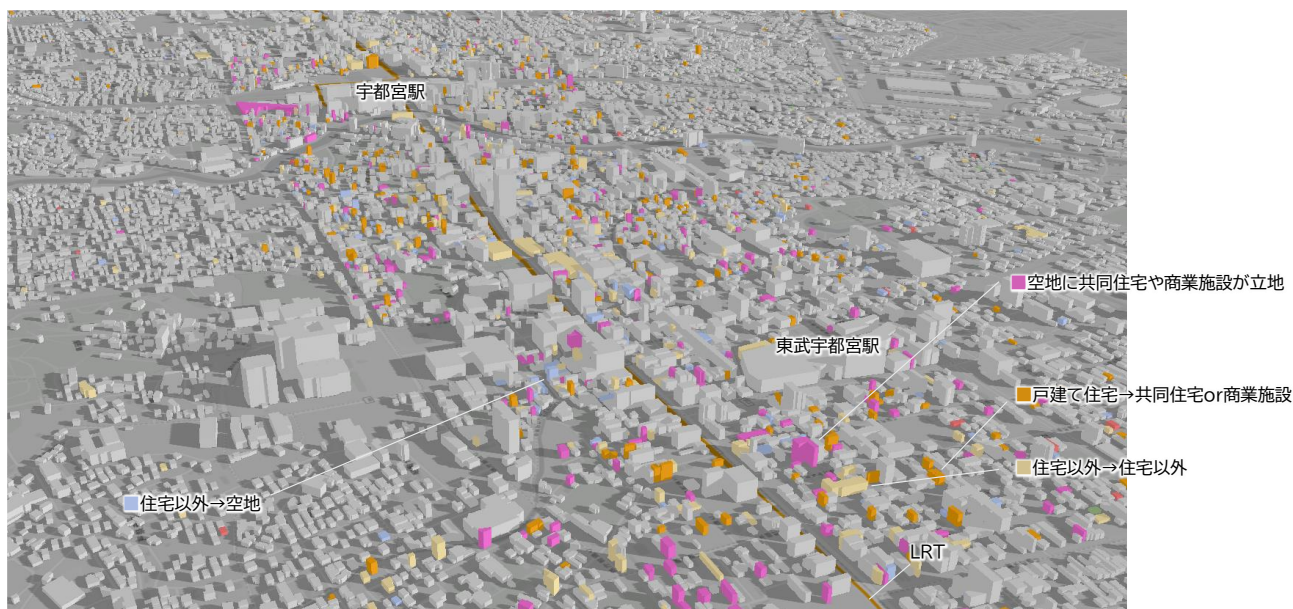 宇都宮駅
空地に共同住宅や商業施設が立地
東武宇都宮駅
戸建て住宅→共同住宅or商業施設
住宅以外→住宅以外
住宅以外→空地
LRT